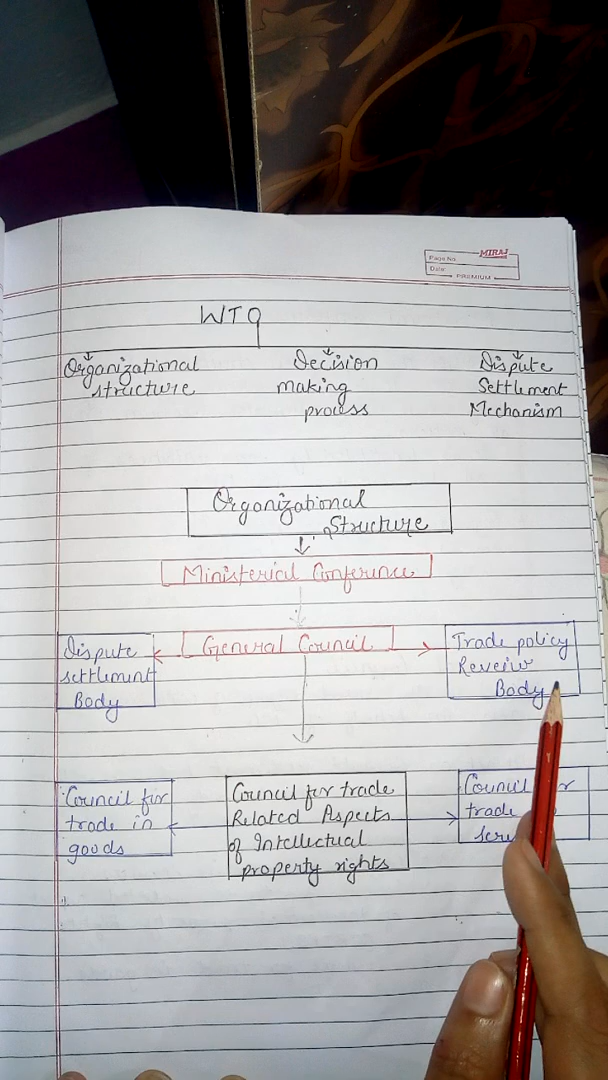 MIRAJ
Page No.
Date:
PREMIUM
WTO
Organizational
structure
Decision
making
process
Dispute
Settlement
Mechanism
Organizational
Structure
Ministerial Conference
General Council
Dispute
settlement
Body
Trade policy
Reveiw
Body
Council for
trade in
goods
Council for trade
Related Aspects
of Intellectual
property rights
Council
trade